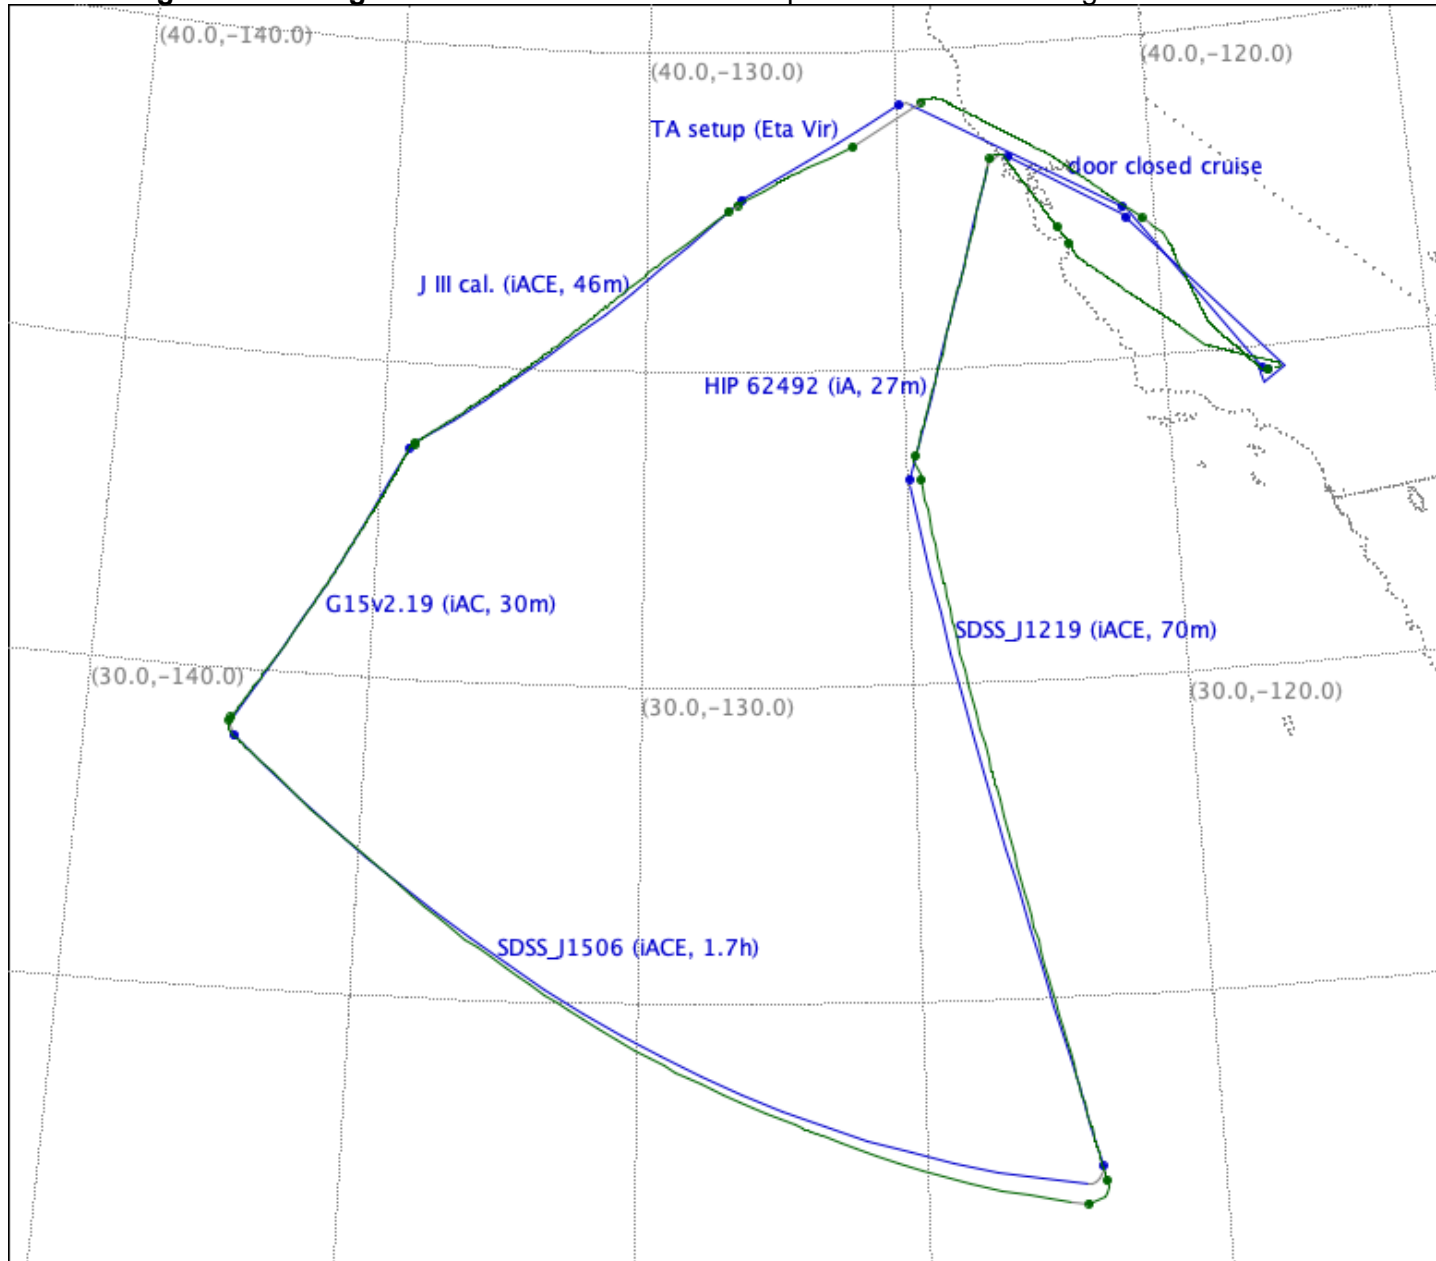 (40.0,-140.0)
(40.0,-130.0)
(40.0,-120.0)
TA setup (Eta Vir)
door closed cruise
J III cal. (iACE, 46m)
HIP 62492 (iA, 27m)
G15v2.19 (iAC, 30m)
SDSS_J1219 (iACE, 70m)
(30.0,-140.0)
(30.0,-130.0)
(30.0,-120.0)
SDSS_J1506 (iACE, 1.7h)